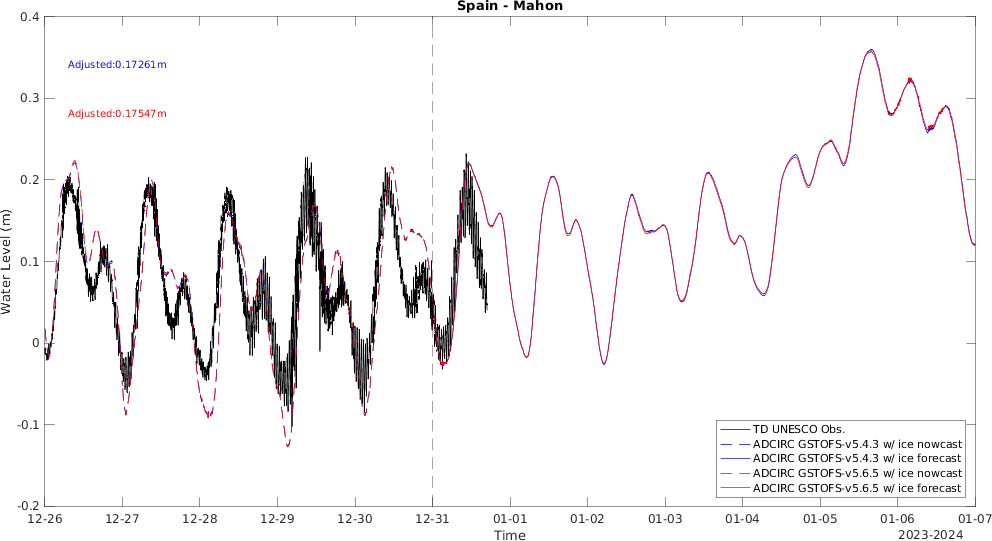 Spain - Mahon
0.4
0.3
0.2
0.1
0
-0.1
-0.2
Water Level (m)
Adjusted:0.17261m
Adjusted:0.17547m
TD UNESCO Obs.
ADCIRC GSTOFS-v5.4.3 w/ ice nowcast
ADCIRC GSTOFS-v5.4.3 w/ ice forecast
ADCIRC GSTOFS-v5.6.5 w/ ice nowcast
ADCIRC GSTOFS-v5.6.5 w/ ice forecast
12-26 12-27 12-28 12-29 12-30 12-31 01-01 01-02 01-03 01-04 01-05 01-06 01-07
Time
2023-2024